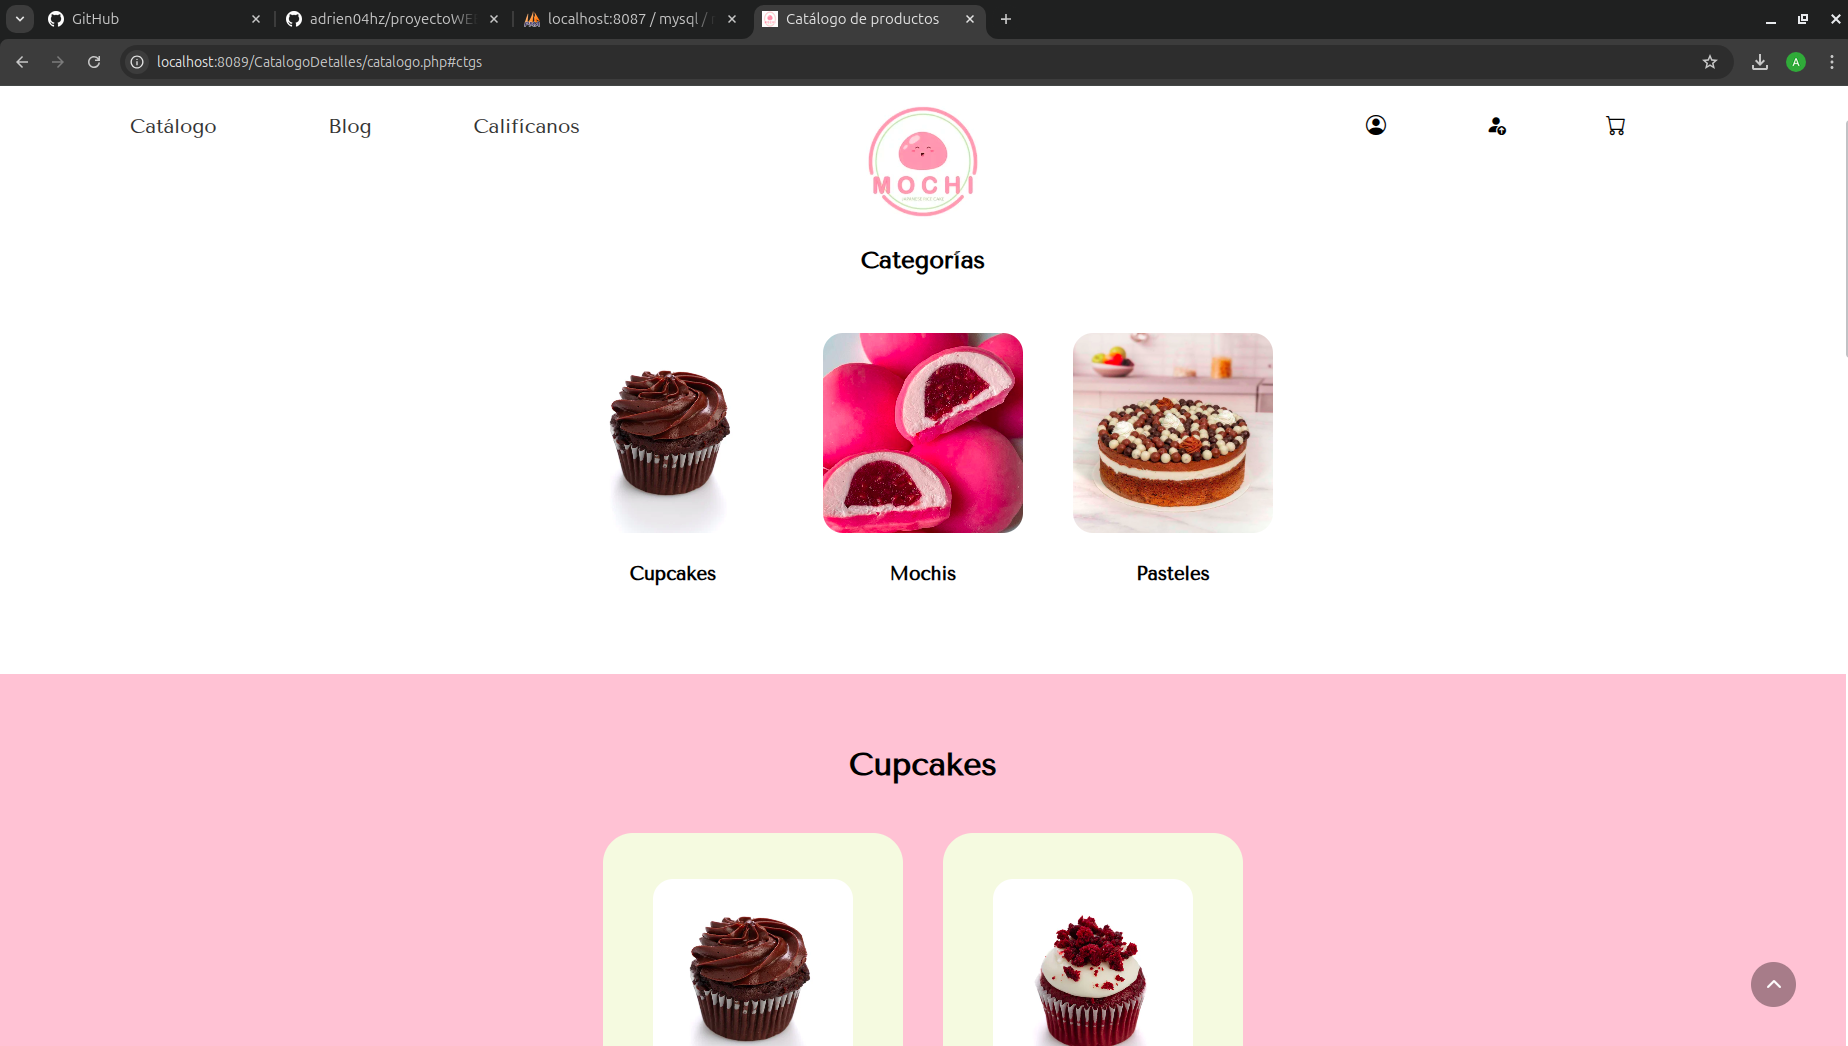 GitHub
adrien04hz/proyectoWE
localhost:8087 / mysql /
Catálogo de productos
localhost:8089/CatalogoDetalles/catalogo.php#ctgs
A
Catálogo
Blog
Califícanos
MOCHI
Categorías
Cupcakes
Mochis
Pasteles
Cupcakes